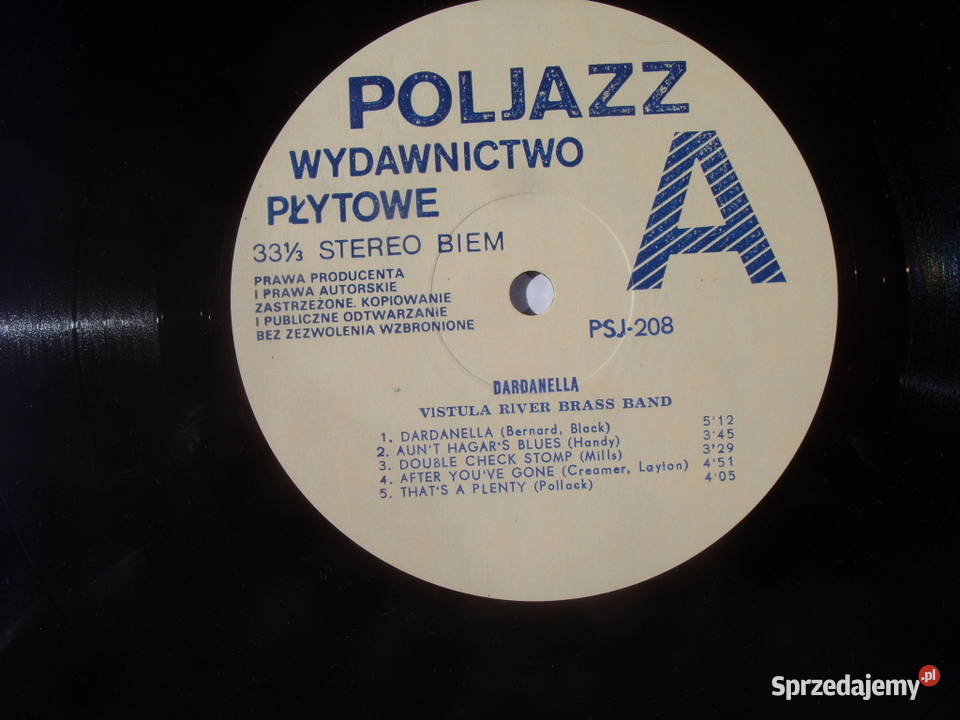 POLJAZZ
A
WYDAWNICTWO
PŁYTOWE
33⅓ STEREO BIEM
PRAWA PRODUCENTA
I PRAWA AUTORSKIE
ZASTRZEŻONE. KOPIOWANIE
I PUBLICZNE ODTWARZANIE
BEZ ZEZWOLENIA WZBRONIONE
PSJ-208
DARDANELLA
VISTULA RIVER BRASS BAND
1. DARDANELLA (Bernard, Black) 5'12
2. AUN'T HAGAR'S BLUES (Handy) 3'45
3. DOUBLE CHECK STOMP (Mills) 3'29
4. AFTER YOU'VE GONE (Creamer, Layton) 4'51
5. THAT'S A PLENTY (Pollack) 4'05
Sprzedajemy.pl